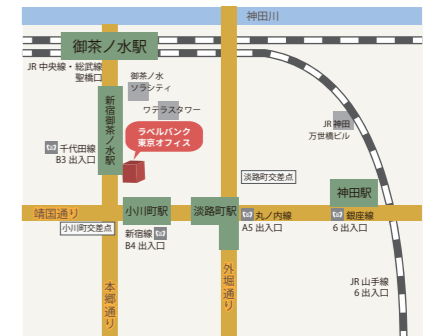 神田川
御茶ノ水駅
JR 中央線・総武線
聖橋口
御茶ノ水
ソラシティ
ワテラスタワー
新宿御茶ノ水駅
ラベルバンク
東京オフィス
千代田線
B3 出入口
JR 神田
万世橋ビル
淡路町交差点
神田駅
靖国通り
小川町駅
淡路町駅
丸ノ内線
A5 出入口
銀座線
6 出入口
小川町交差点
新宿線
B4 出入口
外堀通り
本郷通り
JR 山手線
6 出入口